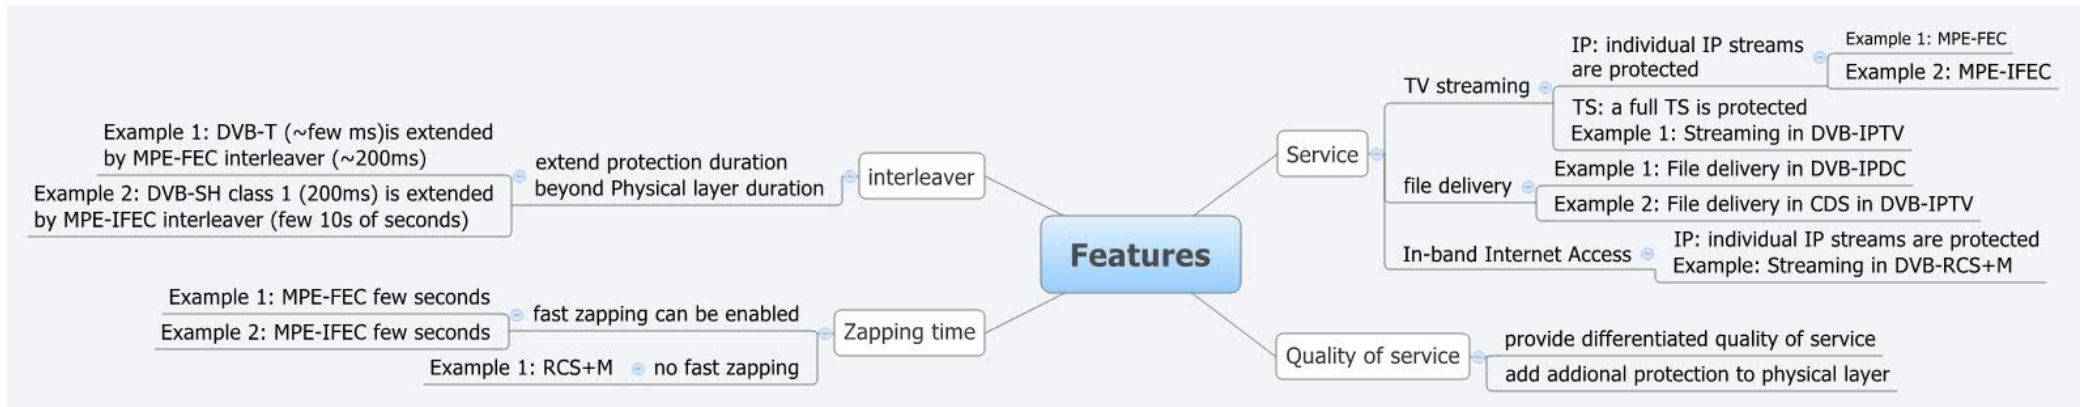 Features
interleaver
extend protection duration
beyond Physical layer duration
Example 1: DVB-T (~few ms)is extended
by MPE-FEC interleaver (~200ms)
Example 2: DVB-SH class 1 (200ms) is extended
by MPE-IFEC interleaver (few 10s of seconds)
Zapping time
fast zapping can be enabled
Example 1: MPE-FEC few seconds
Example 2: MPE-IFEC few seconds
no fast zapping
Example 1: RCS+M
Service
TV streaming
IP: individual IP streams
are protected
Example 1: MPE-FEC
Example 2: MPE-IFEC
TS: a full TS is protected
Example 1: Streaming in DVB-IPTV
file delivery
Example 1: File delivery in DVB-IPDC
Example 2: File delivery in CDS in DVB-IPTV
In-band Internet Access
IP: individual IP streams are protected
Example: Streaming in DVB-RCS+M
Quality of service
provide differentiated quality of service
add addional protection to physical layer